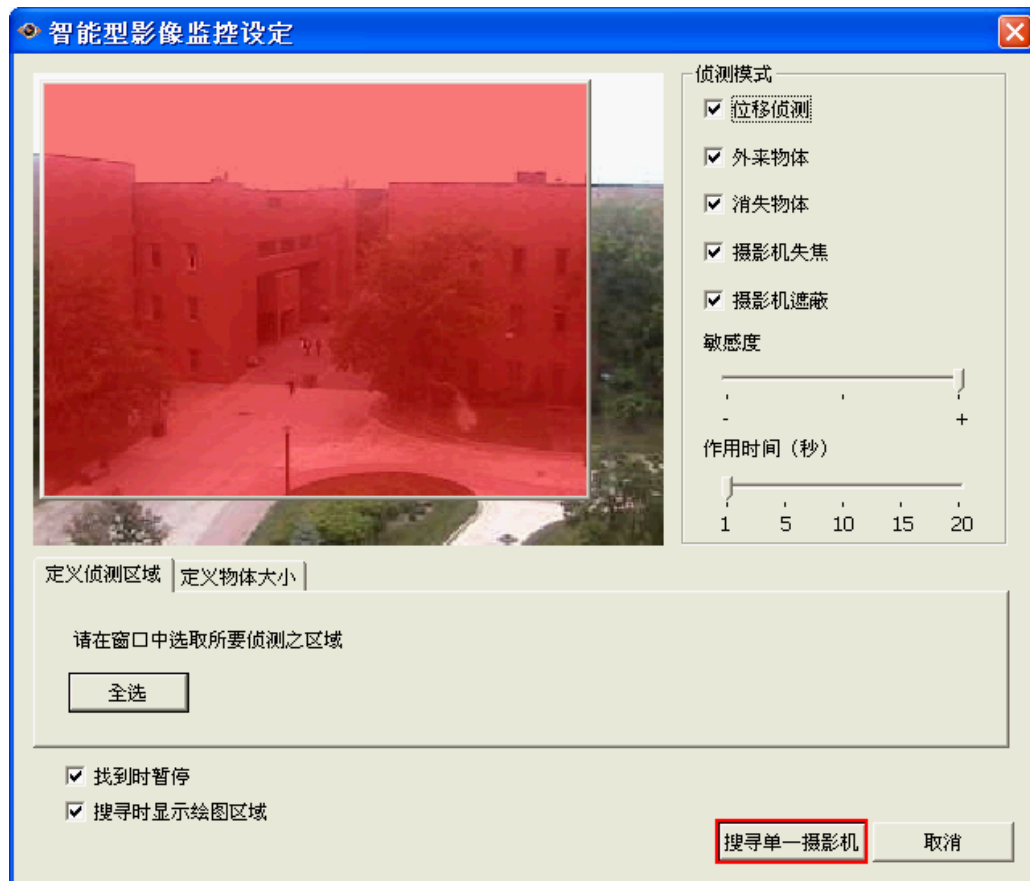 智能型影像监控设定
侦测模式
位移侦测
外来物体
消失物体
摄影机失焦
摄影机遮蔽
敏感度
- +
作用时间（秒）
1 5 10 15 20
定义侦测区域 定义物体大小
请在窗口中选取所要侦测之区域
全选
找到时暂停
搜寻时显示绘图区域
搜寻单一摄影机 取消